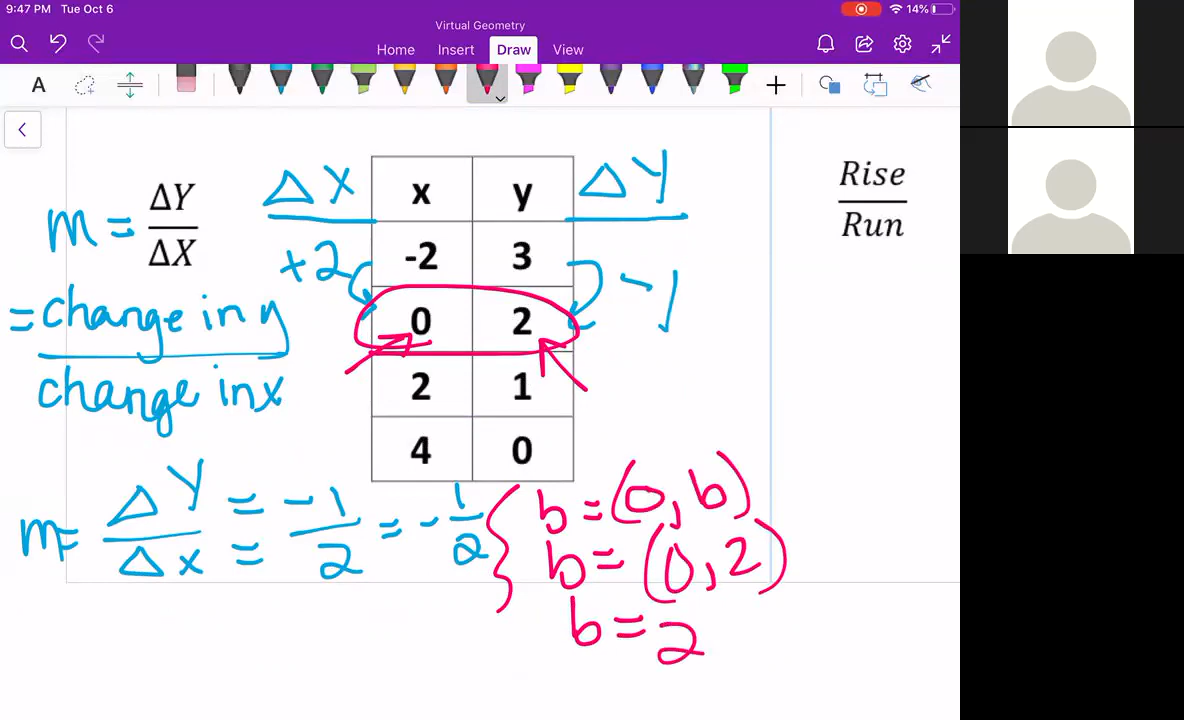 9:47 PM Tue Oct 6
14%
Virtual Geometry
Home Insert Draw View
A
ΔX x y ΔY
m = ΔY/ΔX
Rise/Run
+2 -2 3 -1
0 2
= change in y
change in x
2 1
4 0
m= ΔY/Δx = -1/2 = -1/2
b = (0, b)
b = (0, 2)
b = 2